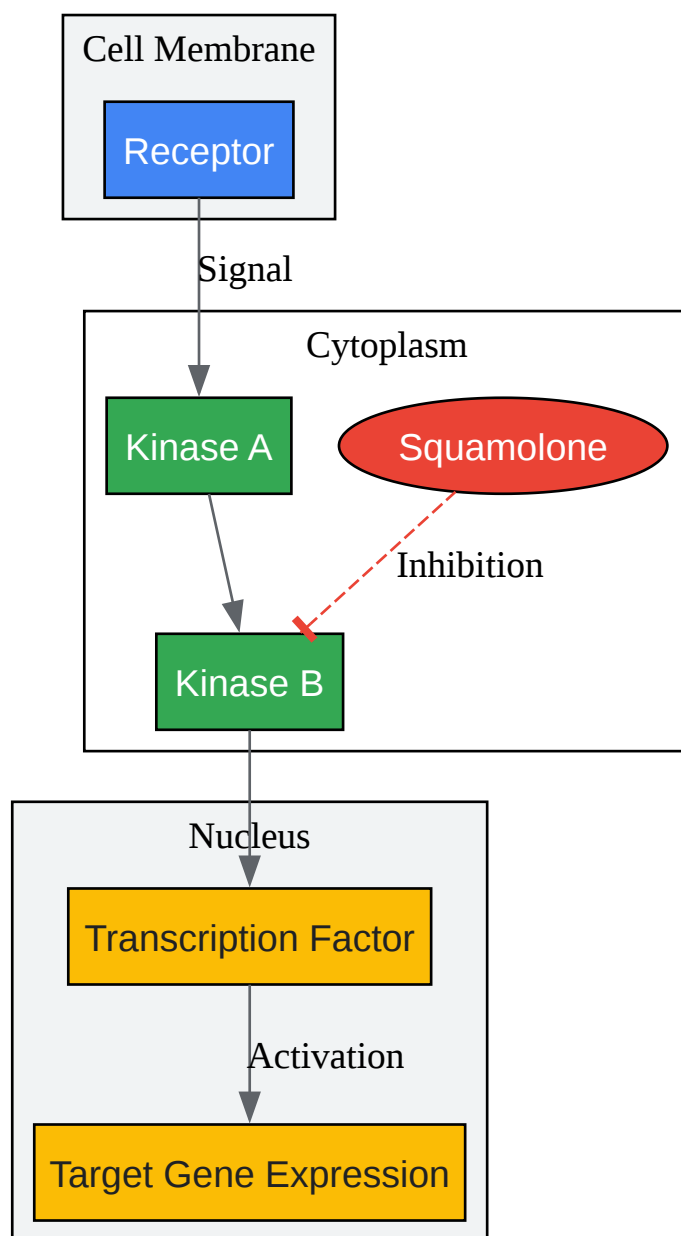 Cell Membrane
Receptor
Signal
Cytoplasm
Kinase A
Squamolone
Inhibition
Kinase B
Nucleus
Transcription Factor
Activation
Target Gene Expression